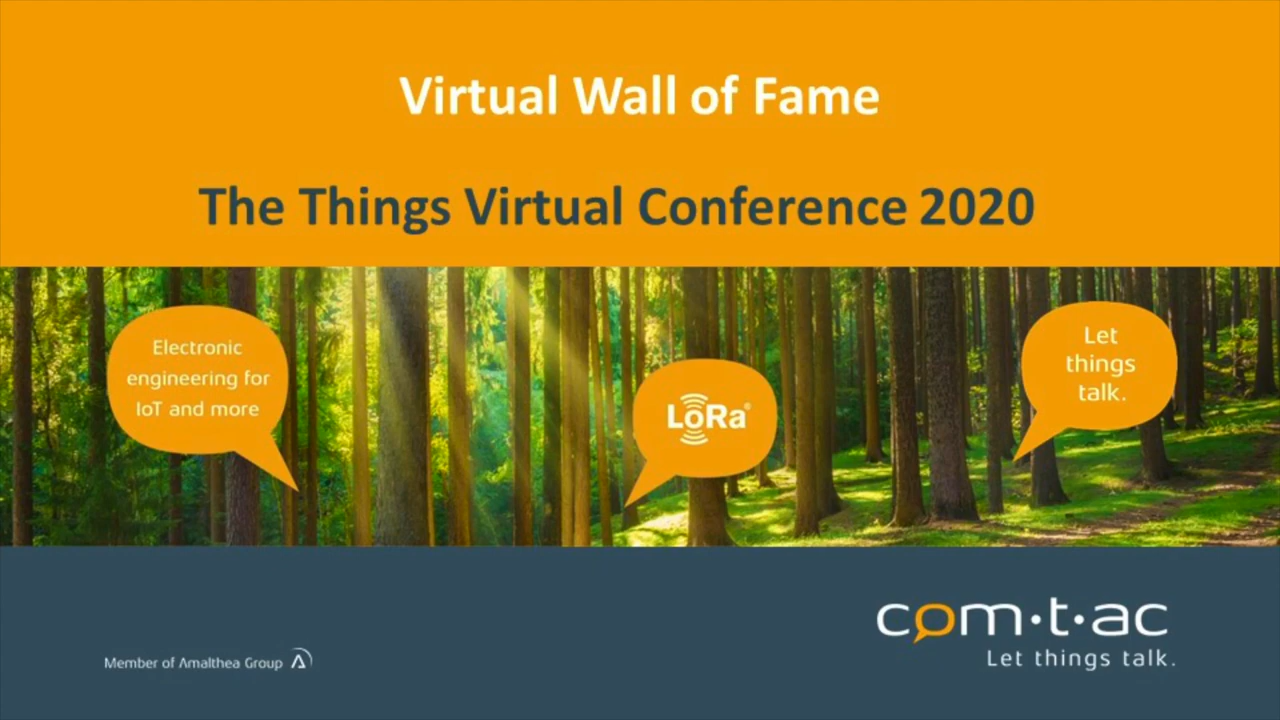 Virtual Wall of Fame
The Things Virtual Conference 2020
Electronic
engineering for
IoT and more
LoRa®
Let
things
talk.
com·t·ac
Let things talk.
Member of Amalthea Group